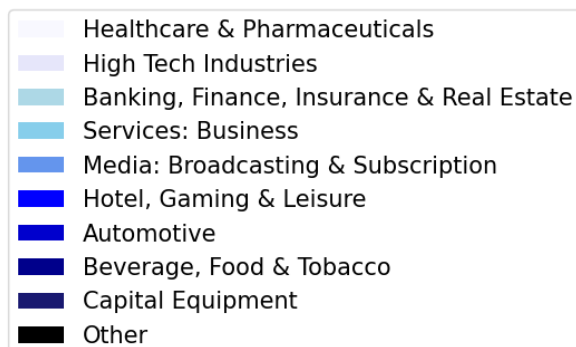 Healthcare & Pharmaceuticals
High Tech Industries
Banking, Finance, Insurance & Real Estate
Services: Business
Media: Broadcasting & Subscription
Hotel, Gaming & Leisure
Automotive
Beverage, Food & Tobacco
Capital Equipment
Other